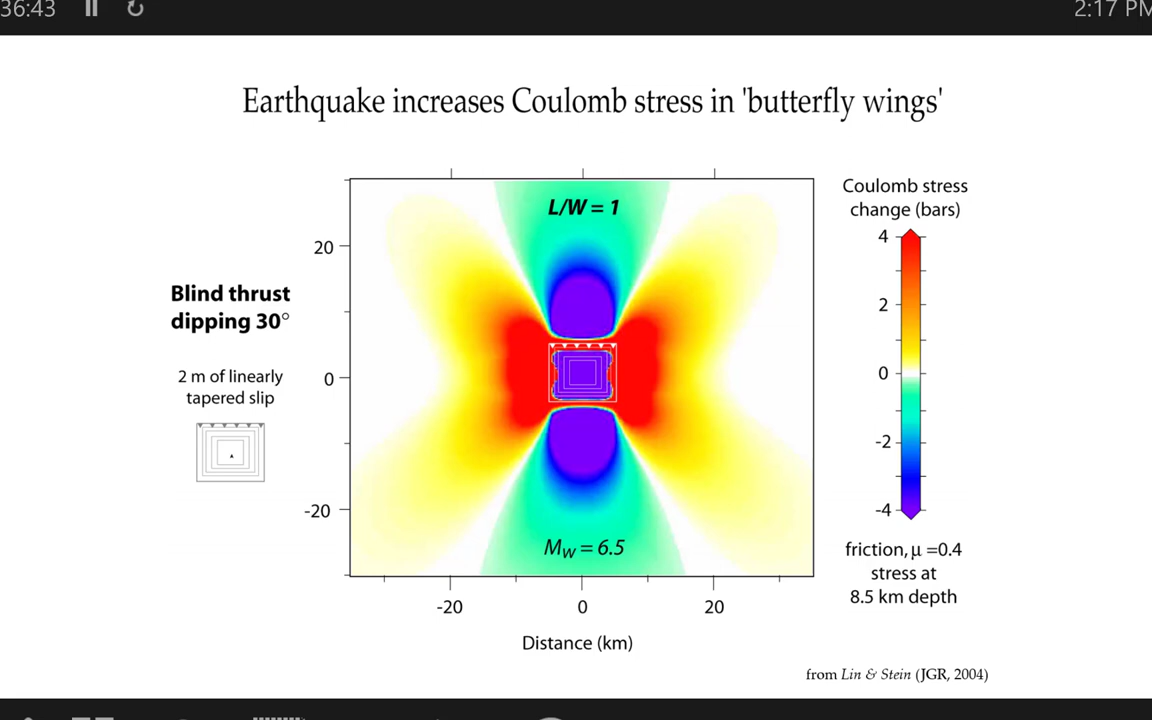 36:43
2:17 PM
Earthquake increases Coulomb stress in 'butterfly wings'
Blind thrust
dipping 30°
2 m of linearly
tapered slip
L/W = 1
Mw = 6.5
20
0
-20
-20
0
20
Distance (km)
Coulomb stress
change (bars)
4
2
0
-2
-4
friction, μ =0.4
stress at
8.5 km depth
from Lin & Stein (JGR, 2004)